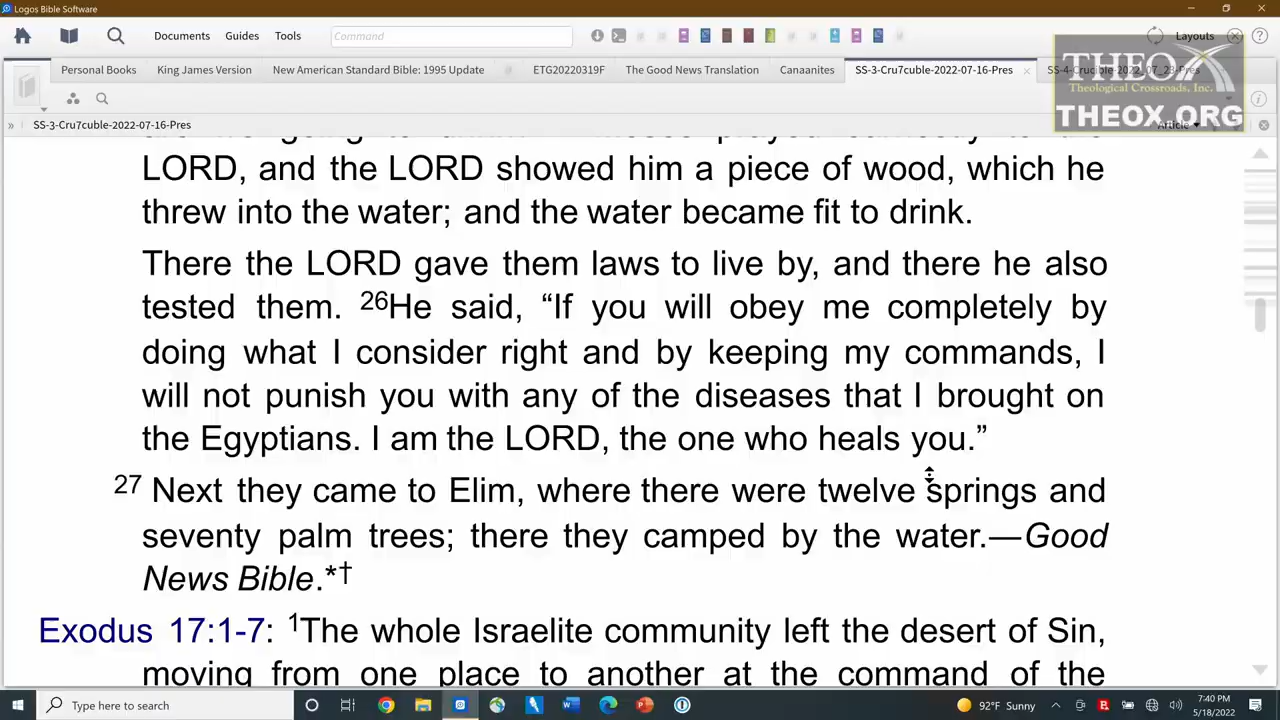 Logos Bible Software
Documents Guides Tools Command Layouts
Personal Books King James Version New American Standard Update ETG20220319F The Good News Translation Canaanites SS-3-Cru7cuble-2022-07-16-Pres
THEOX
Theological Crossroads, Inc.
THEOX.ORG
SS-3-Cru7cuble-2022-07-16-Pres Article
LORD, and the LORD showed him a piece of wood, which he
threw into the water; and the water became fit to drink.
There the LORD gave them laws to live by, and there he also
tested them. 26He said, “If you will obey me completely by
doing what I consider right and by keeping my commands, I
will not punish you with any of the diseases that I brought on
the Egyptians. I am the LORD, the one who heals you.”
27 Next they came to Elim, where there were twelve springs and
seventy palm trees; there they camped by the water.—Good
News Bible.*†
Exodus 17:1-7: 1The whole Israelite community left the desert of Sin,
moving from one place to another at the command of the
Type here to search 92°F Sunny 7:40 PM
5/18/2022